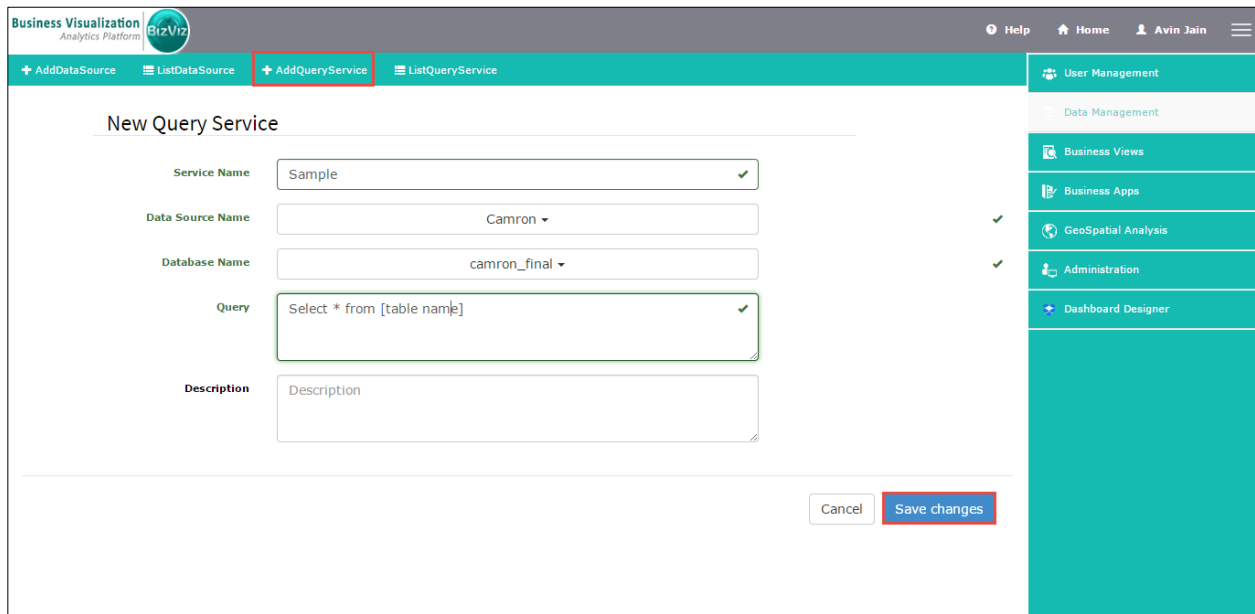 Business Visualization
Analytics Platform
BizViz
Help
Home
Avin Jain
AddDataSource
ListDataSource
AddQueryService
ListQueryService
New Query Service
Service Name
Sample
Data Source Name
Camron
Database Name
camron_final
Query
Select * from [table name]
Description
Description
Cancel
Save changes
User Management
Data Management
Business Views
Business Apps
GeoSpatial Analysis
Administration
Dashboard Designer